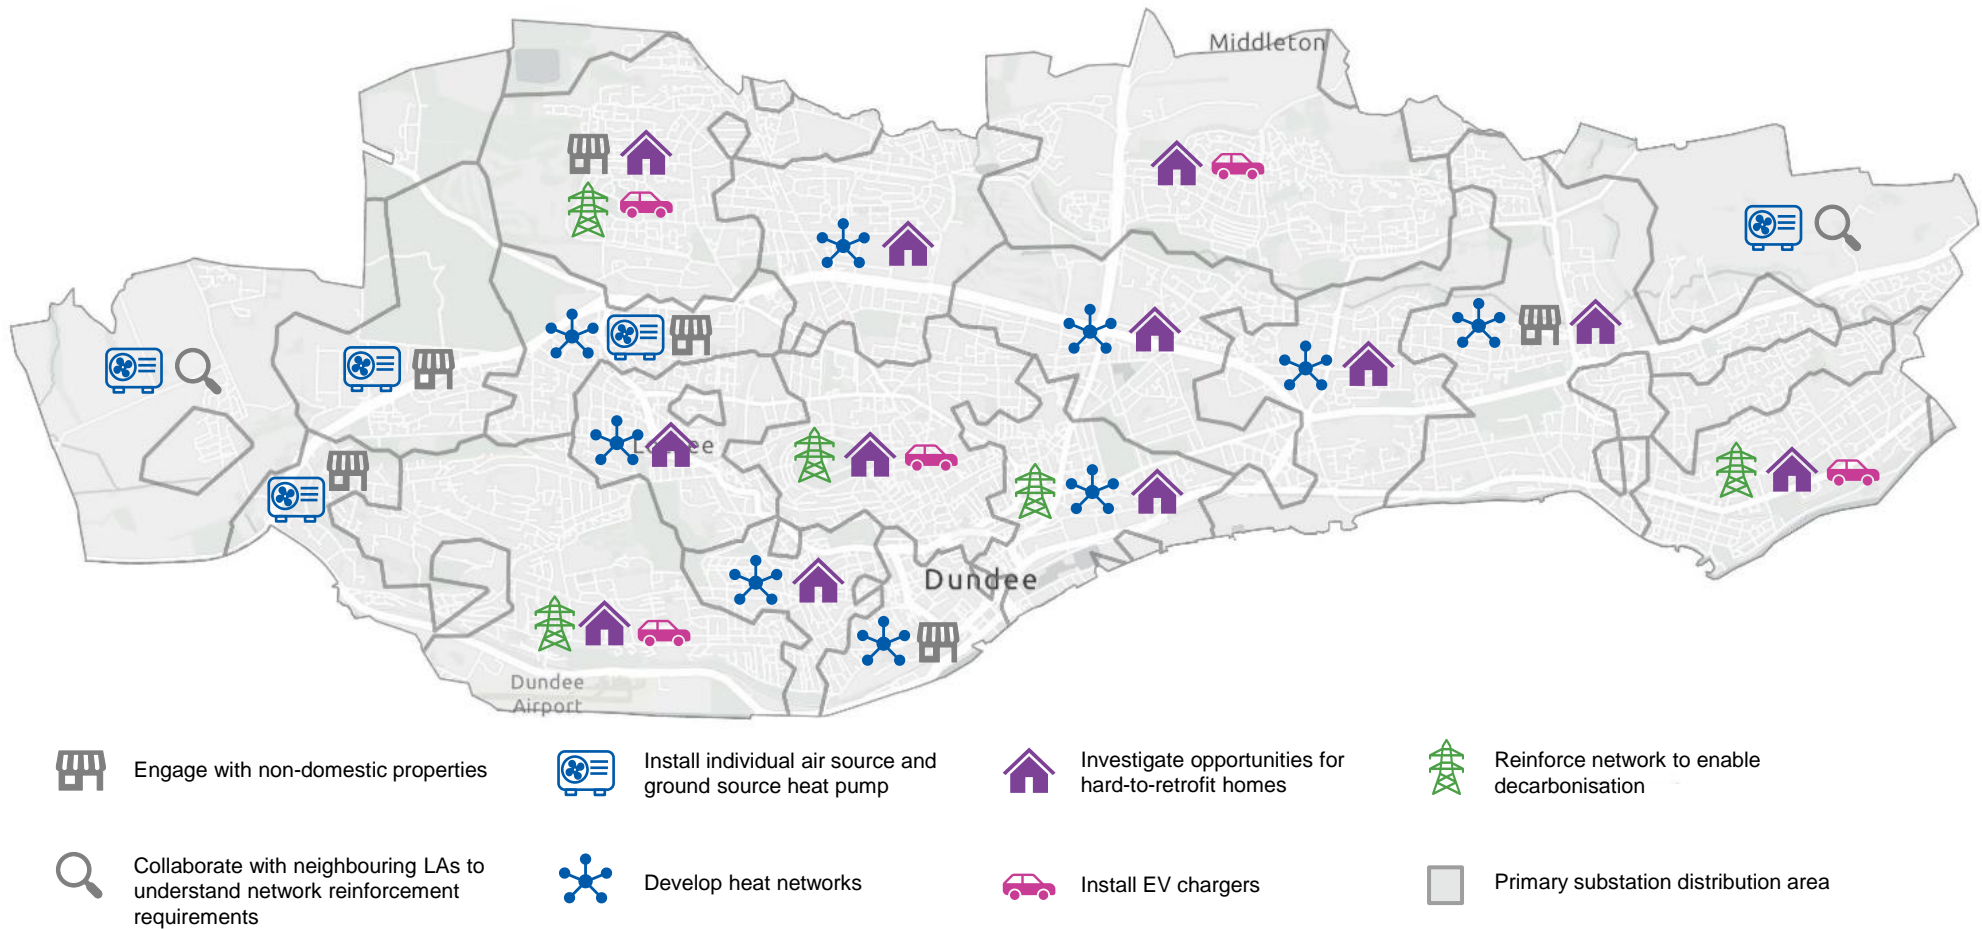 Middleton
Dundee
Dundee
Airport
Engage with non-domestic properties
Install individual air source and
ground source heat pump
Investigate opportunities for
hard-to-retrofit homes
Reinforce network to enable
decarbonisation
Collaborate with neighbouring LAs to
understand network reinforcement
requirements
Develop heat networks
Install EV chargers
Primary substation distribution area